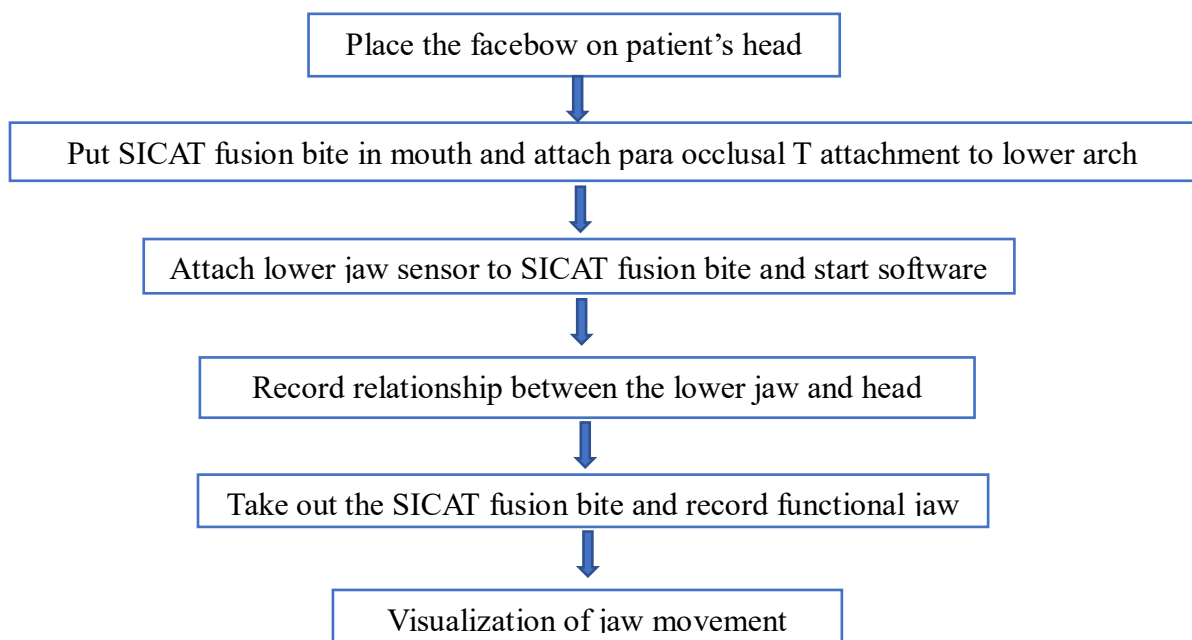 Place the facebow on patient’s head
Put SICAT fusion bite in mouth and attach para occlusal T attachment to lower arch
Attach lower jaw sensor to SICAT fusion bite and start software
Record relationship between the lower jaw and head
Take out the SICAT fusion bite and record functional jaw
Visualization of jaw movement